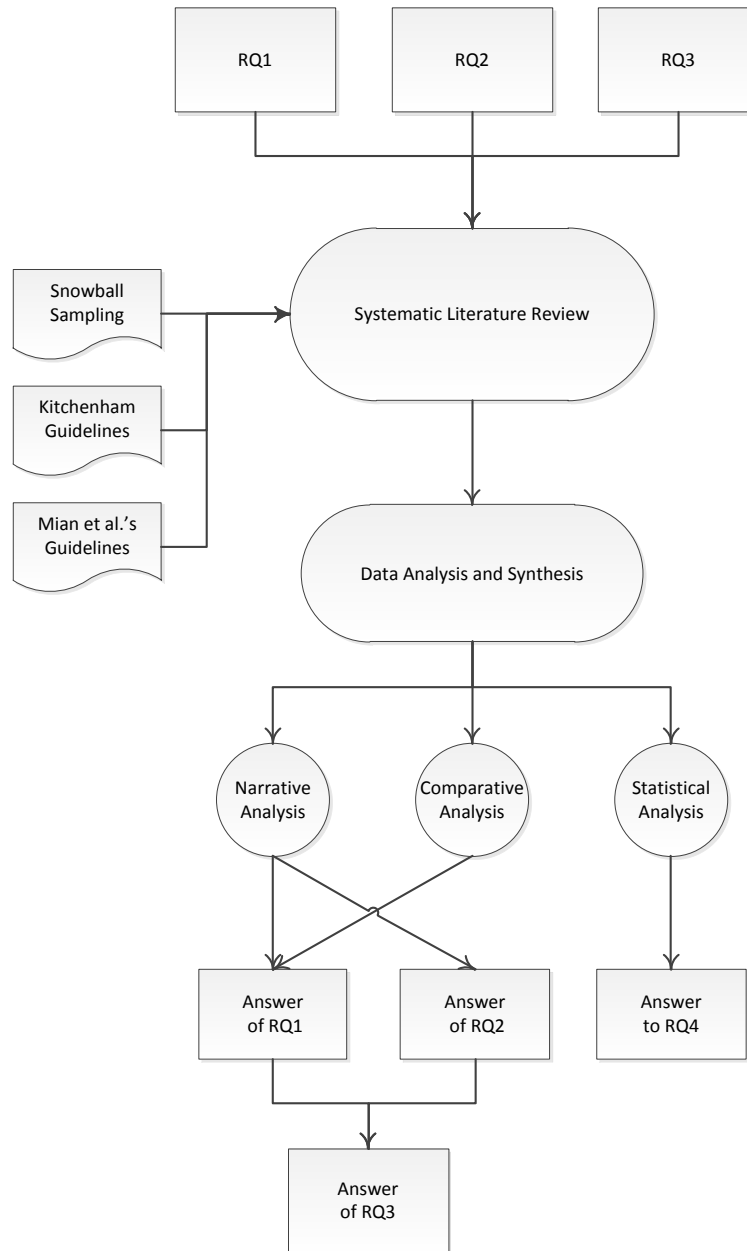 RQ1
RQ2
RQ3
Snowball
Sampling
Systematic Literature Review
Kitchenham
Guidelines
Mian et al.’s
Guidelines
Data Analysis and Synthesis
Narrative
Analysis
Comparative
Analysis
Statistical
Analysis
Answer
of RQ1
Answer
of RQ2
Answer
to RQ4
Answer
of RQ3